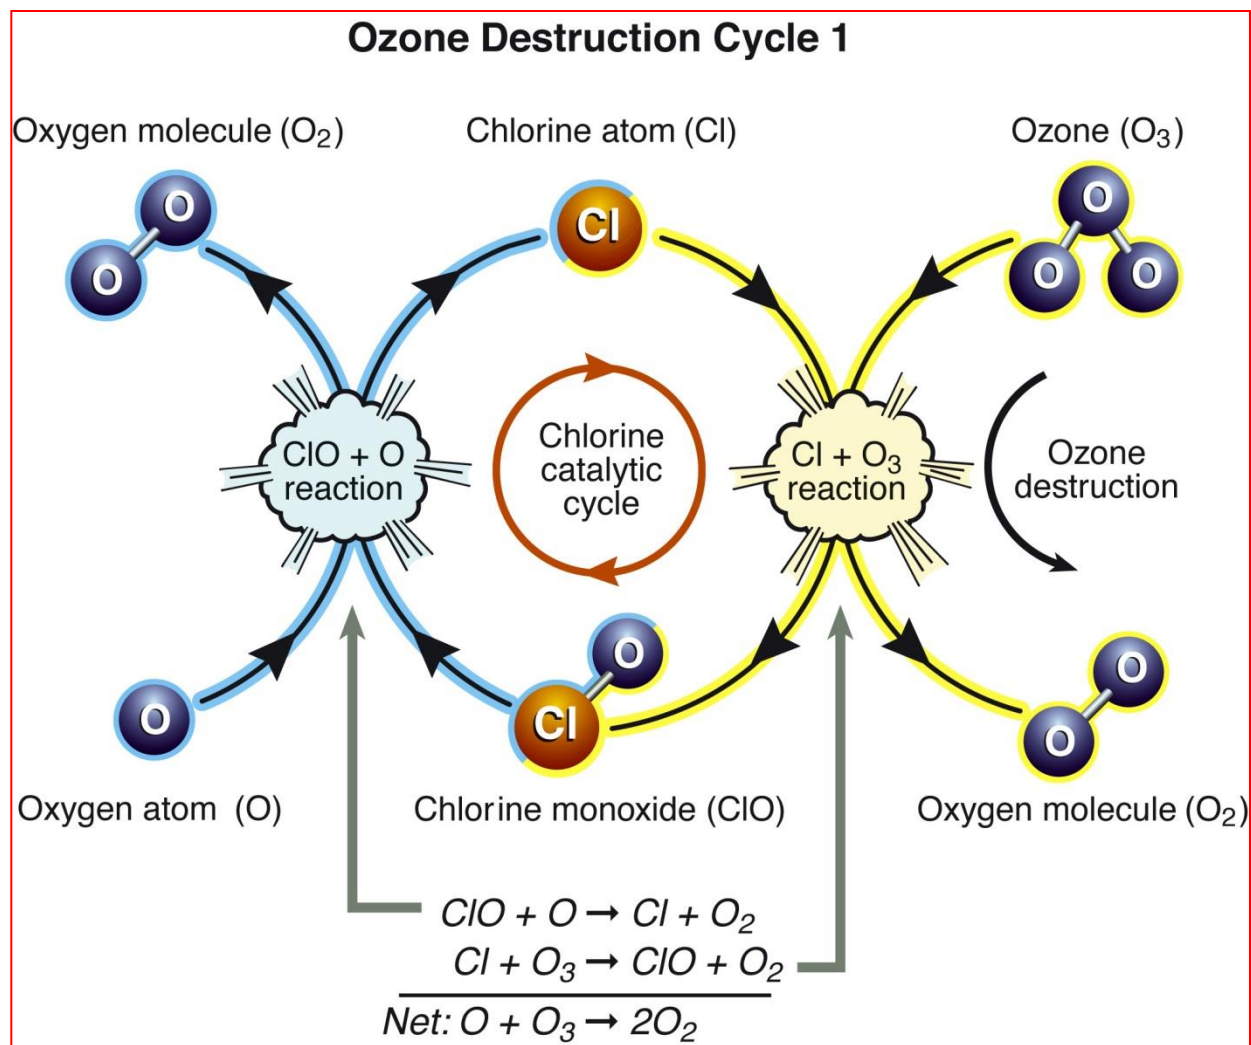 Ozone Destruction Cycle 1
Oxygen molecule (O₂)
Chlorine atom (Cl)
Ozone (O₃)
O
O
Cl
O
O
O
ClO + O
reaction
Chlorine
catalytic
cycle
Cl + O₃
reaction
Ozone
destruction
O
Cl
O
O
O
Oxygen atom (O)
Chlorine monoxide (ClO)
Oxygen molecule (O₂)
ClO + O → Cl + O₂
Cl + O₃ → ClO + O₂
Net: O + O₃ → 2O₂